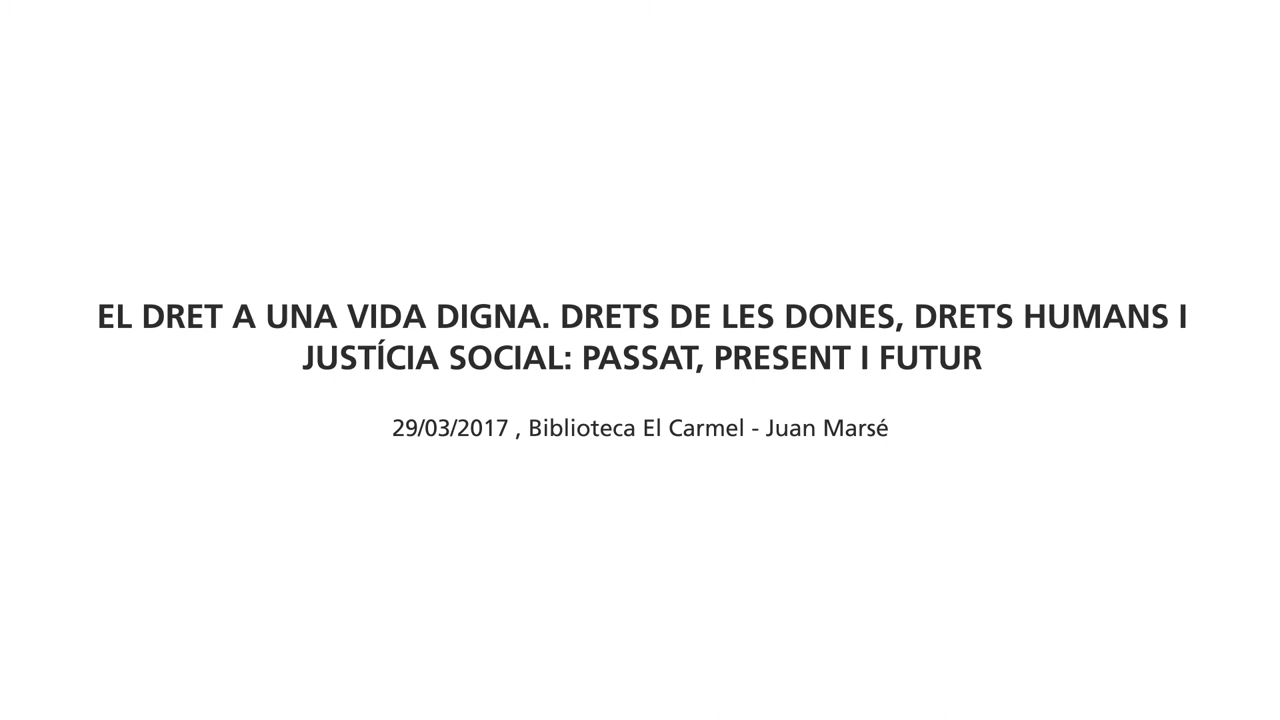 EL DRET A UNA VIDA DIGNA. DRETS DE LES DONES, DRETS HUMANS I
JUSTÍCIA SOCIAL: PASSAT, PRESENT I FUTUR
29/03/2017 , Biblioteca El Carmel - Juan Marsé